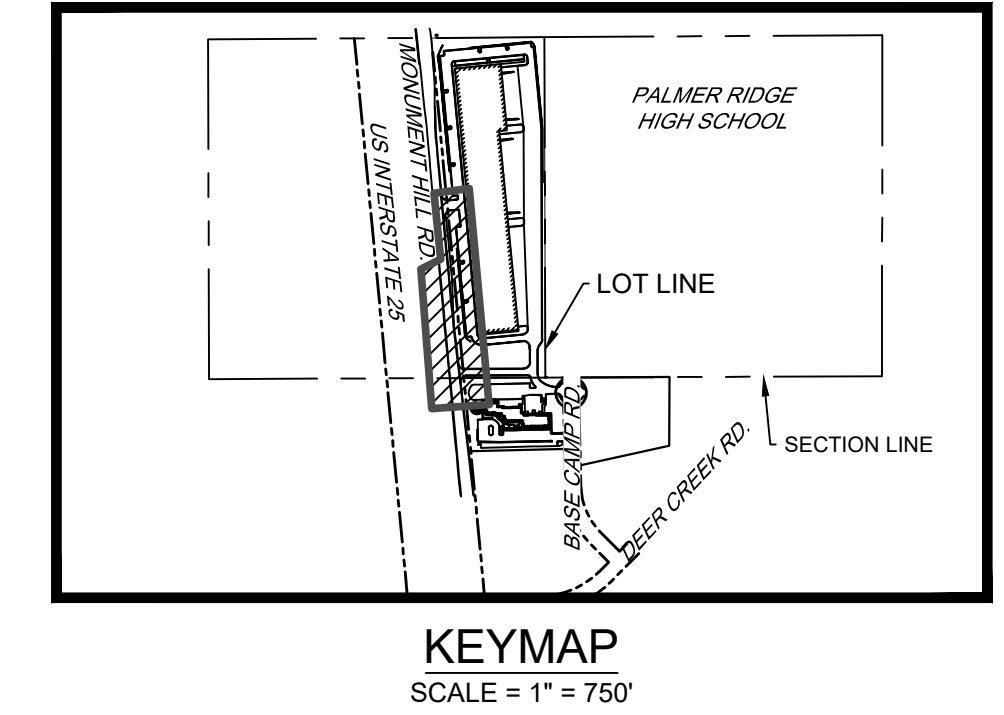 MONUMENT HILL RD.
US INTERSTATE 25
PALMER RIDGE
HIGH SCHOOL
LOT LINE
SECTION LINE
BASE CAMP RD.
DEER CREEK RD.
KEYMAP
SCALE = 1" = 750'